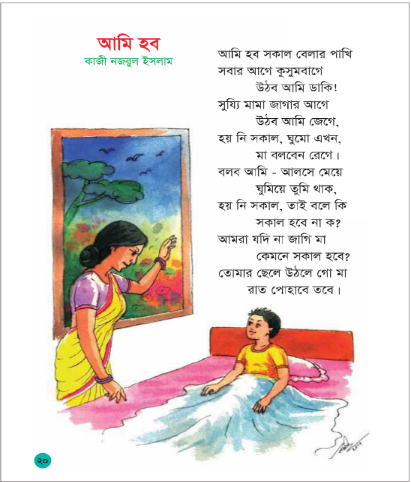 আমি হব
কাজী নজরুল ইসলাম
আমি হব সকাল বেলার পাখি
সবার আগে কুসুমবাগে
উঠব আমি ডাকি!
সুয্যি মামা জাগার আগে
উঠব আমি জেগে,
হয় নি সকাল, ঘুমো এখন,
মা বলবেন রেগে।
বলব আমি - আলসে মেয়ে
ঘুমিয়ে তুমি থাক,
হয় নি সকাল, তাই বলে কি
সকাল হবে না ক?
আমরা যদি না জাগি মা
কেমনে সকাল হবে?
তোমার ছেলে উঠলে গো মা
রাত পোহাবে তবে।
২০